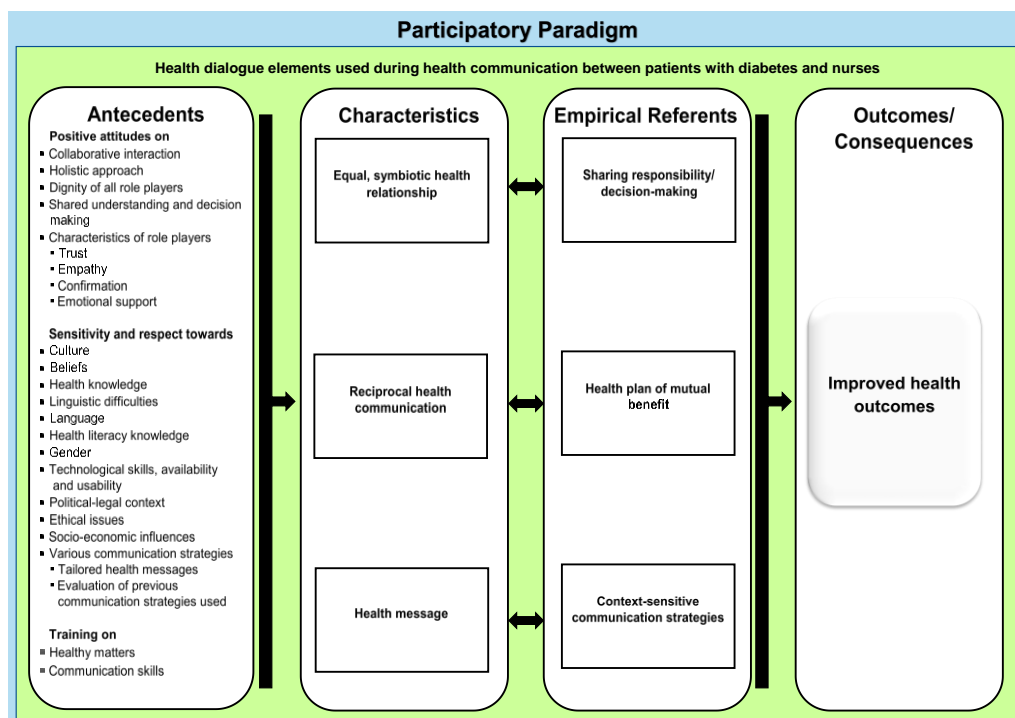 Participatory Paradigm
Health dialogue elements used during health communication between patients with diabetes and nurses
Antecedents
Positive attitudes on
▪ Collaborative interaction
▪ Holistic approach
▪ Dignity of all role players
▪ Shared understanding and decision
making
▪ Characteristics of role players
▪ Trust
▪ Empathy
▪ Confirmation
▪ Emotional support
Sensitivity and respect towards
▪ Culture
▪ Beliefs
▪ Health knowledge
▪ Linguistic difficulties
▪ Language
▪ Health literacy knowledge
▪ Gender
▪ Technological skills, availability
and usability
▪ Political-legal context
▪ Ethical issues
▪ Socio-economic influences
▪ Various communication strategies
▪ Tailored health messages
▪ Evaluation of previous
communication strategies used
Training on
▪ Healthy matters
▪ Communication skills
Characteristics
Equal, symbiotic health
relationship
Reciprocal health
communication
Health message
Empirical Referents
Sharing responsibility/
decision-making
Health plan of mutual
benefit
Context-sensitive
communication strategies
Outcomes/
Consequences
Improved health
outcomes